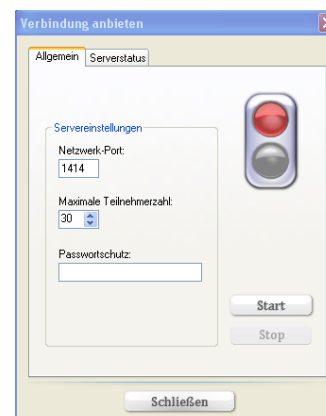 Verbindung anbieten
Allgemein Serverstatus
Servereinstellungen
Netzwerk-Port:
1414
Maximale Teilnehmerzahl:
30
Passwortschutz:
Start
Stop
Schließen